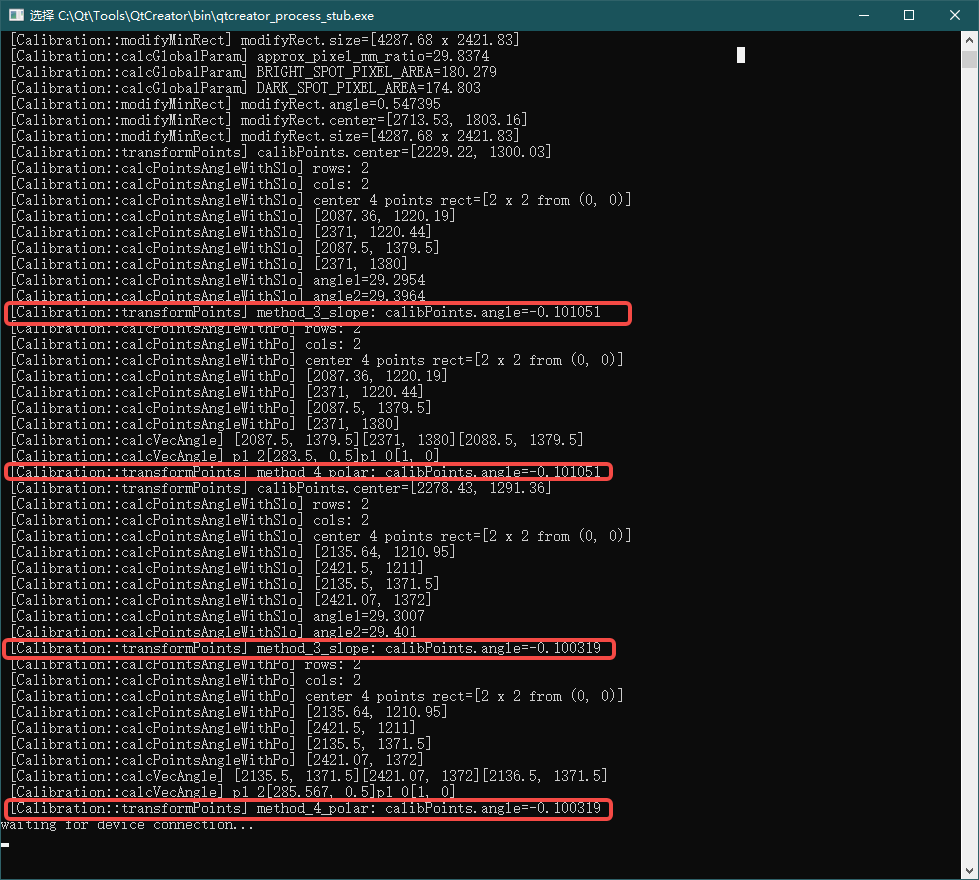 选择 C:\Qt\Tools\QtCreator\bin\qtcreator_process_stub.exe
[Calibration::modifyMinRect] modifyRect.size=[4287.68 x 2421.83]
[Calibration::calcGlobalParam] approx_pixel_mm_ratio=29.8374
[Calibration::calcGlobalParam] BRIGHT_SPOT_PIXEL_AREA=180.279
[Calibration::calcGlobalParam] DARK_SPOT_PIXEL_AREA=174.803
[Calibration::modifyMinRect] modifyRect.angle=0.547395
[Calibration::modifyMinRect] modifyRect.center=[2713.53, 1803.16]
[Calibration::modifyMinRect] modifyRect.size=[4287.68 x 2421.83]
[Calibration::transformPoints] calibPoints.center=[2229.22, 1300.03]
[Calibration::calcPointsAngleWithSlo] rows: 2
[Calibration::calcPointsAngleWithSlo] cols: 2
[Calibration::calcPointsAngleWithSlo] center 4 points rect=[2 x 2 from (0, 0)]
[Calibration::calcPointsAngleWithSlo] [2087.36, 1220.19]
[Calibration::calcPointsAngleWithSlo] [2371, 1220.44]
[Calibration::calcPointsAngleWithSlo] [2087.5, 1379.5]
[Calibration::calcPointsAngleWithSlo] [2371, 1380]
[Calibration::calcPointsAngleWithSlo] angle1=29.2954
[Calibration::calcPointsAngleWithSlo] angle2=29.3964
[Calibration::transformPoints] method_3_slope: calibPoints.angle=-0.101051
[Calibration::calcPointsAngleWithPo] rows: 2
[Calibration::calcPointsAngleWithPo] cols: 2
[Calibration::calcPointsAngleWithPo] center 4 points rect=[2 x 2 from (0, 0)]
[Calibration::calcPointsAngleWithPo] [2087.36, 1220.19]
[Calibration::calcPointsAngleWithPo] [2371, 1220.44]
[Calibration::calcPointsAngleWithPo] [2087.5, 1379.5]
[Calibration::calcPointsAngleWithPo] [2371, 1380]
[Calibration::calcVecAngle] [2087.5, 1379.5][2371, 1380][2088.5, 1379.5]
[Calibration::calcVecAngle] p1_2[283.5, 0.5]p1_0[1, 0]
[Calibration::transformPoints] method_4_polar: calibPoints.angle=-0.101051
[Calibration::transformPoints] calibPoints.center=[2278.43, 1291.36]
[Calibration::calcPointsAngleWithSlo] rows: 2
[Calibration::calcPointsAngleWithSlo] cols: 2
[Calibration::calcPointsAngleWithSlo] center 4 points rect=[2 x 2 from (0, 0)]
[Calibration::calcPointsAngleWithSlo] [2135.64, 1210.95]
[Calibration::calcPointsAngleWithSlo] [2421.5, 1211]
[Calibration::calcPointsAngleWithSlo] [2135.5, 1371.5]
[Calibration::calcPointsAngleWithSlo] [2421.07, 1372]
[Calibration::calcPointsAngleWithSlo] angle1=29.3007
[Calibration::calcPointsAngleWithSlo] angle2=29.401
[Calibration::transformPoints] method_3_slope: calibPoints.angle=-0.100319
[Calibration::calcPointsAngleWithPo] rows: 2
[Calibration::calcPointsAngleWithPo] cols: 2
[Calibration::calcPointsAngleWithPo] center 4 points rect=[2 x 2 from (0, 0)]
[Calibration::calcPointsAngleWithPo] [2135.64, 1210.95]
[Calibration::calcPointsAngleWithPo] [2421.5, 1211]
[Calibration::calcPointsAngleWithPo] [2135.5, 1371.5]
[Calibration::calcPointsAngleWithPo] [2421.07, 1372]
[Calibration::calcVecAngle] [2135.5, 1371.5][2421.07, 1372][2136.5, 1371.5]
[Calibration::calcVecAngle] p1_2[285.567, 0.5]p1_0[1, 0]
[Calibration::transformPoints] method_4_polar: calibPoints.angle=-0.100319
waiting for device connection...